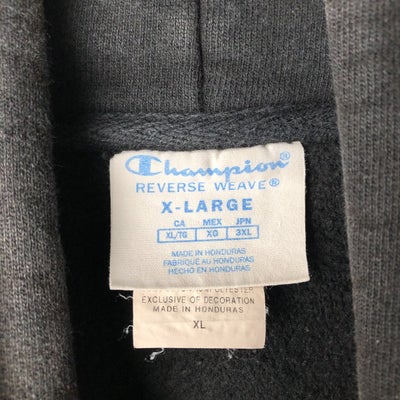 Champion®
REVERSE WEAVE®
X-LARGE
CA MEX JPN
XL/TG XG 3XL
MADE IN HONDURAS
FABRIQUÉ AU HONDURAS
HECHO EN HONDURAS
EXCLUSIVE OF DECORATION
MADE IN HONDURAS
XL